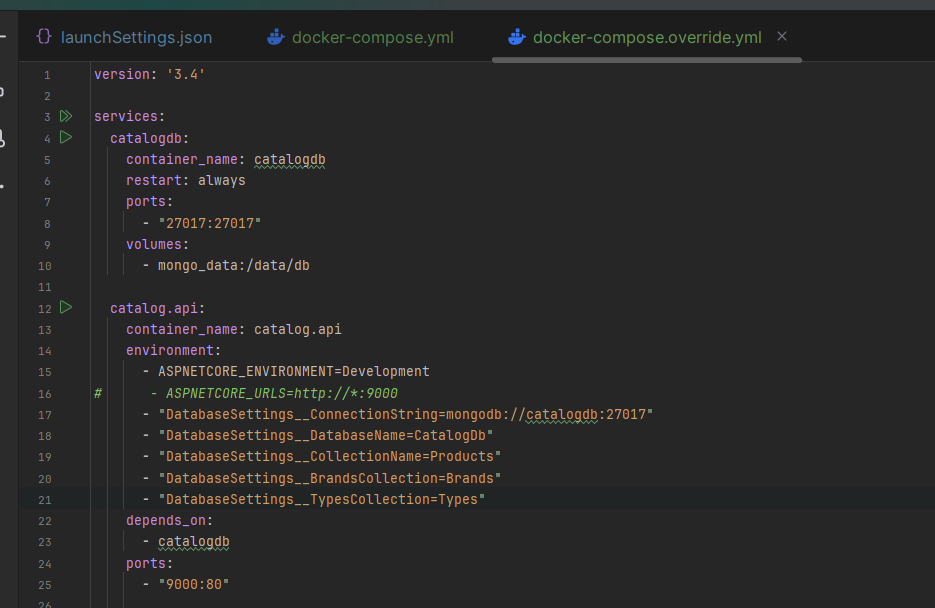 launchSettings.json docker-compose.yml docker-compose.override.yml
1 version: '3.4'
2
3 services:
4   catalogdb:
5     container_name: catalogdb
6     restart: always
7     ports:
8       - "27017:27017"
9     volumes:
10       - mongo_data:/data/db
11
12   catalog.api:
13     container_name: catalog.api
14     environment:
15       - ASPNETCORE_ENVIRONMENT=Development
16 #      - ASPNETCORE_URLS=http://*:9000
17       - "DatabaseSettings__ConnectionString=mongodb://catalogdb:27017"
18       - "DatabaseSettings__DatabaseName=CatalogDb"
19       - "DatabaseSettings__CollectionName=Products"
20       - "DatabaseSettings__BrandsCollection=Brands"
21       - "DatabaseSettings__TypesCollection=Types"
22     depends_on:
23       - catalogdb
24     ports:
25       - "9000:80"
26